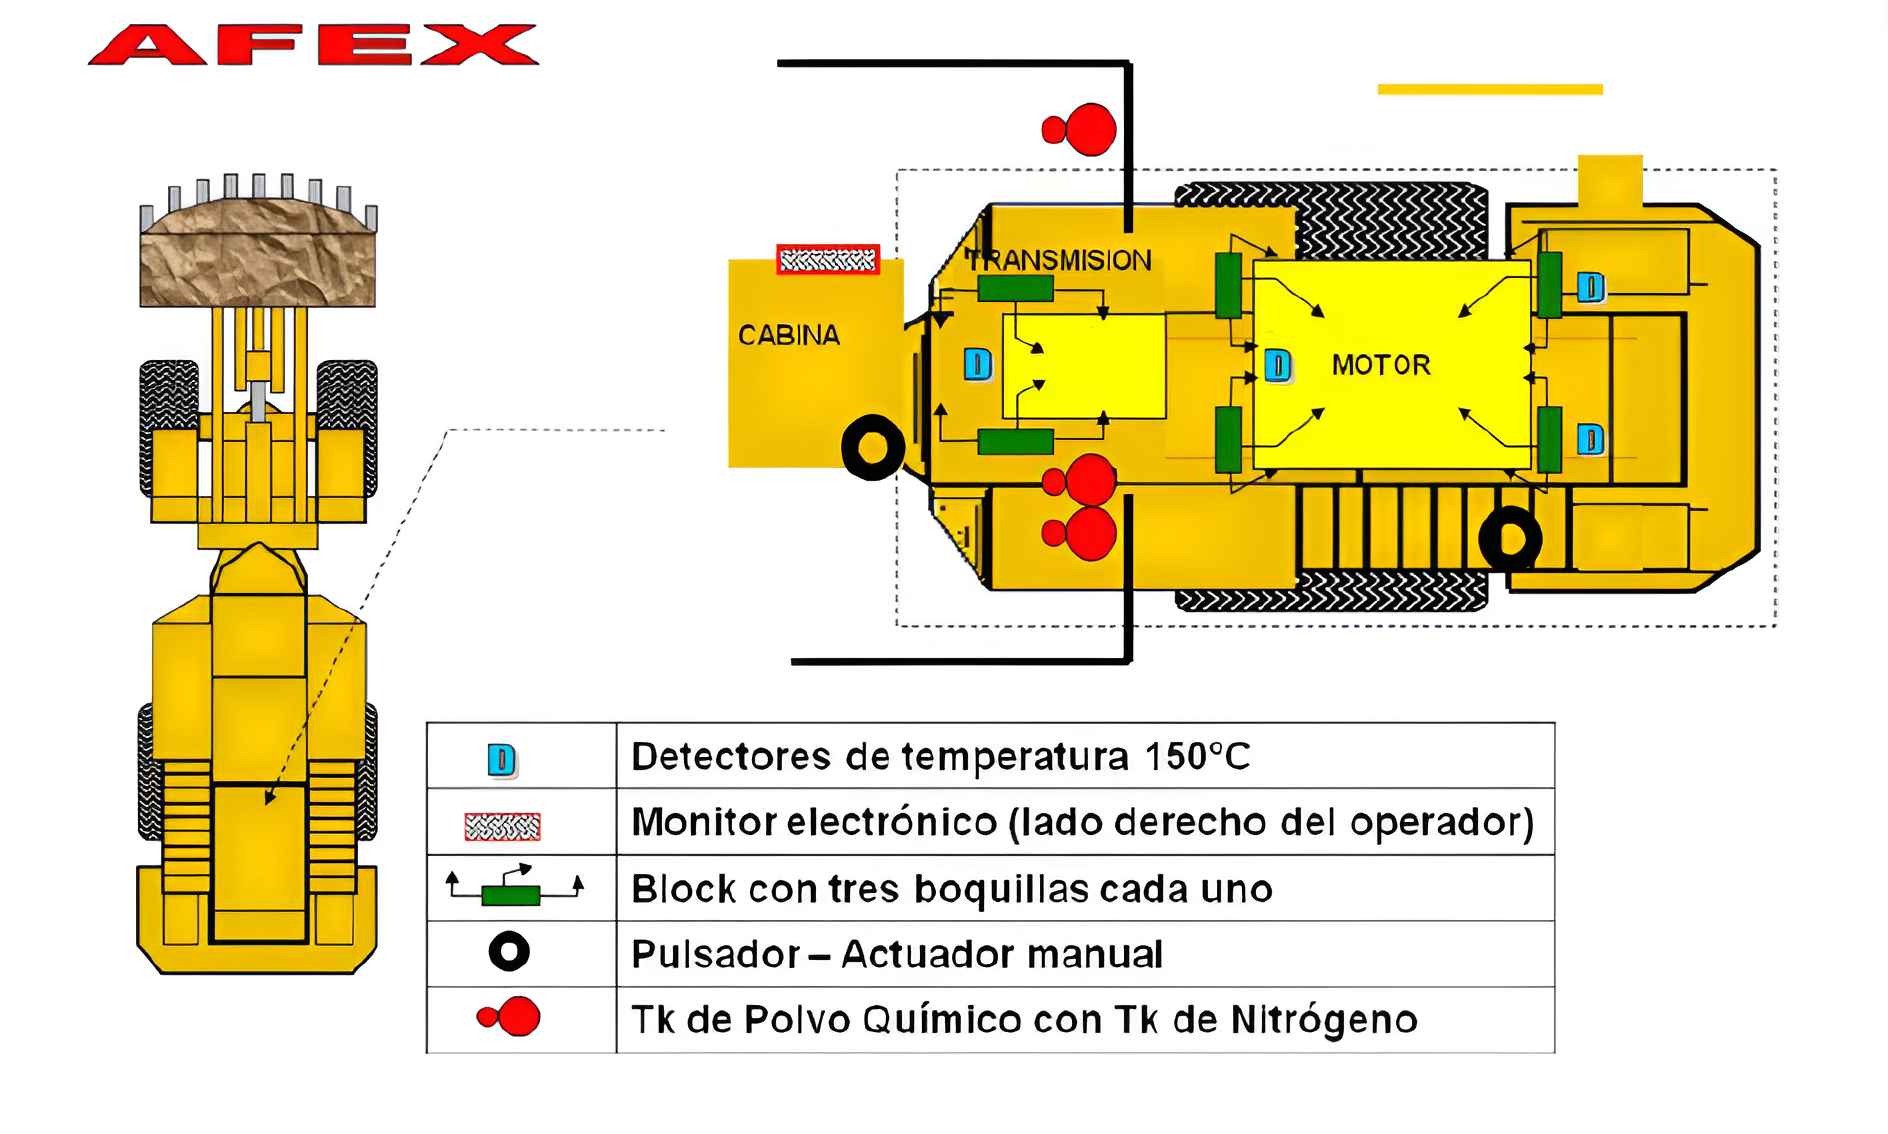 AFEX
TRANSMISION
CABINA
D
D
D
MOTOR
D
D Detectores de temperatura 150ºC
Monitor electrónico (lado derecho del operador)
Block con tres boquillas cada uno
Pulsador – Actuador manual
Tk de Polvo Químico con Tk de Nitrógeno